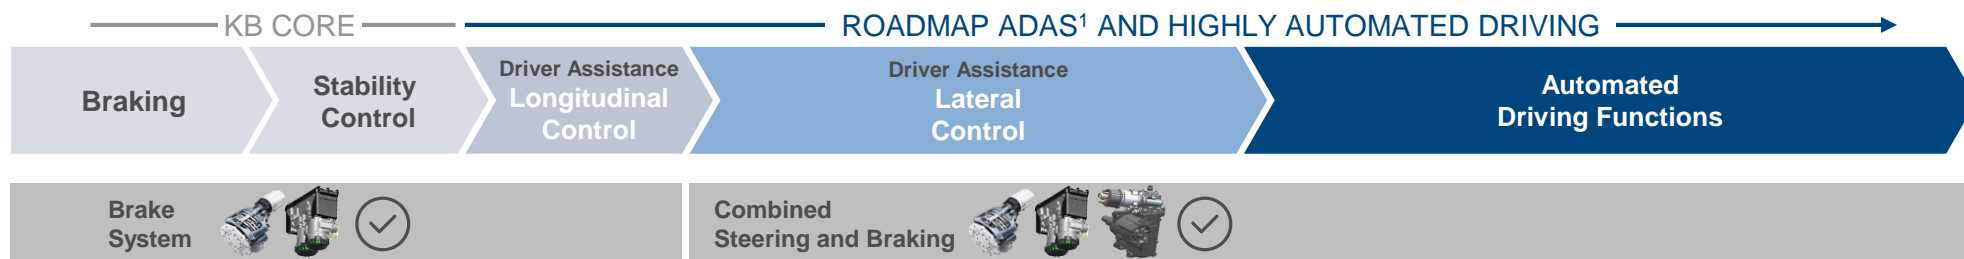 KB CORE
ROADMAP ADAS¹ AND HIGHLY AUTOMATED DRIVING
Braking
Stability
Control
Driver Assistance
Longitudinal
Control
Driver Assistance
Lateral
Control
Automated
Driving Functions
Brake
System
Combined
Steering and Braking